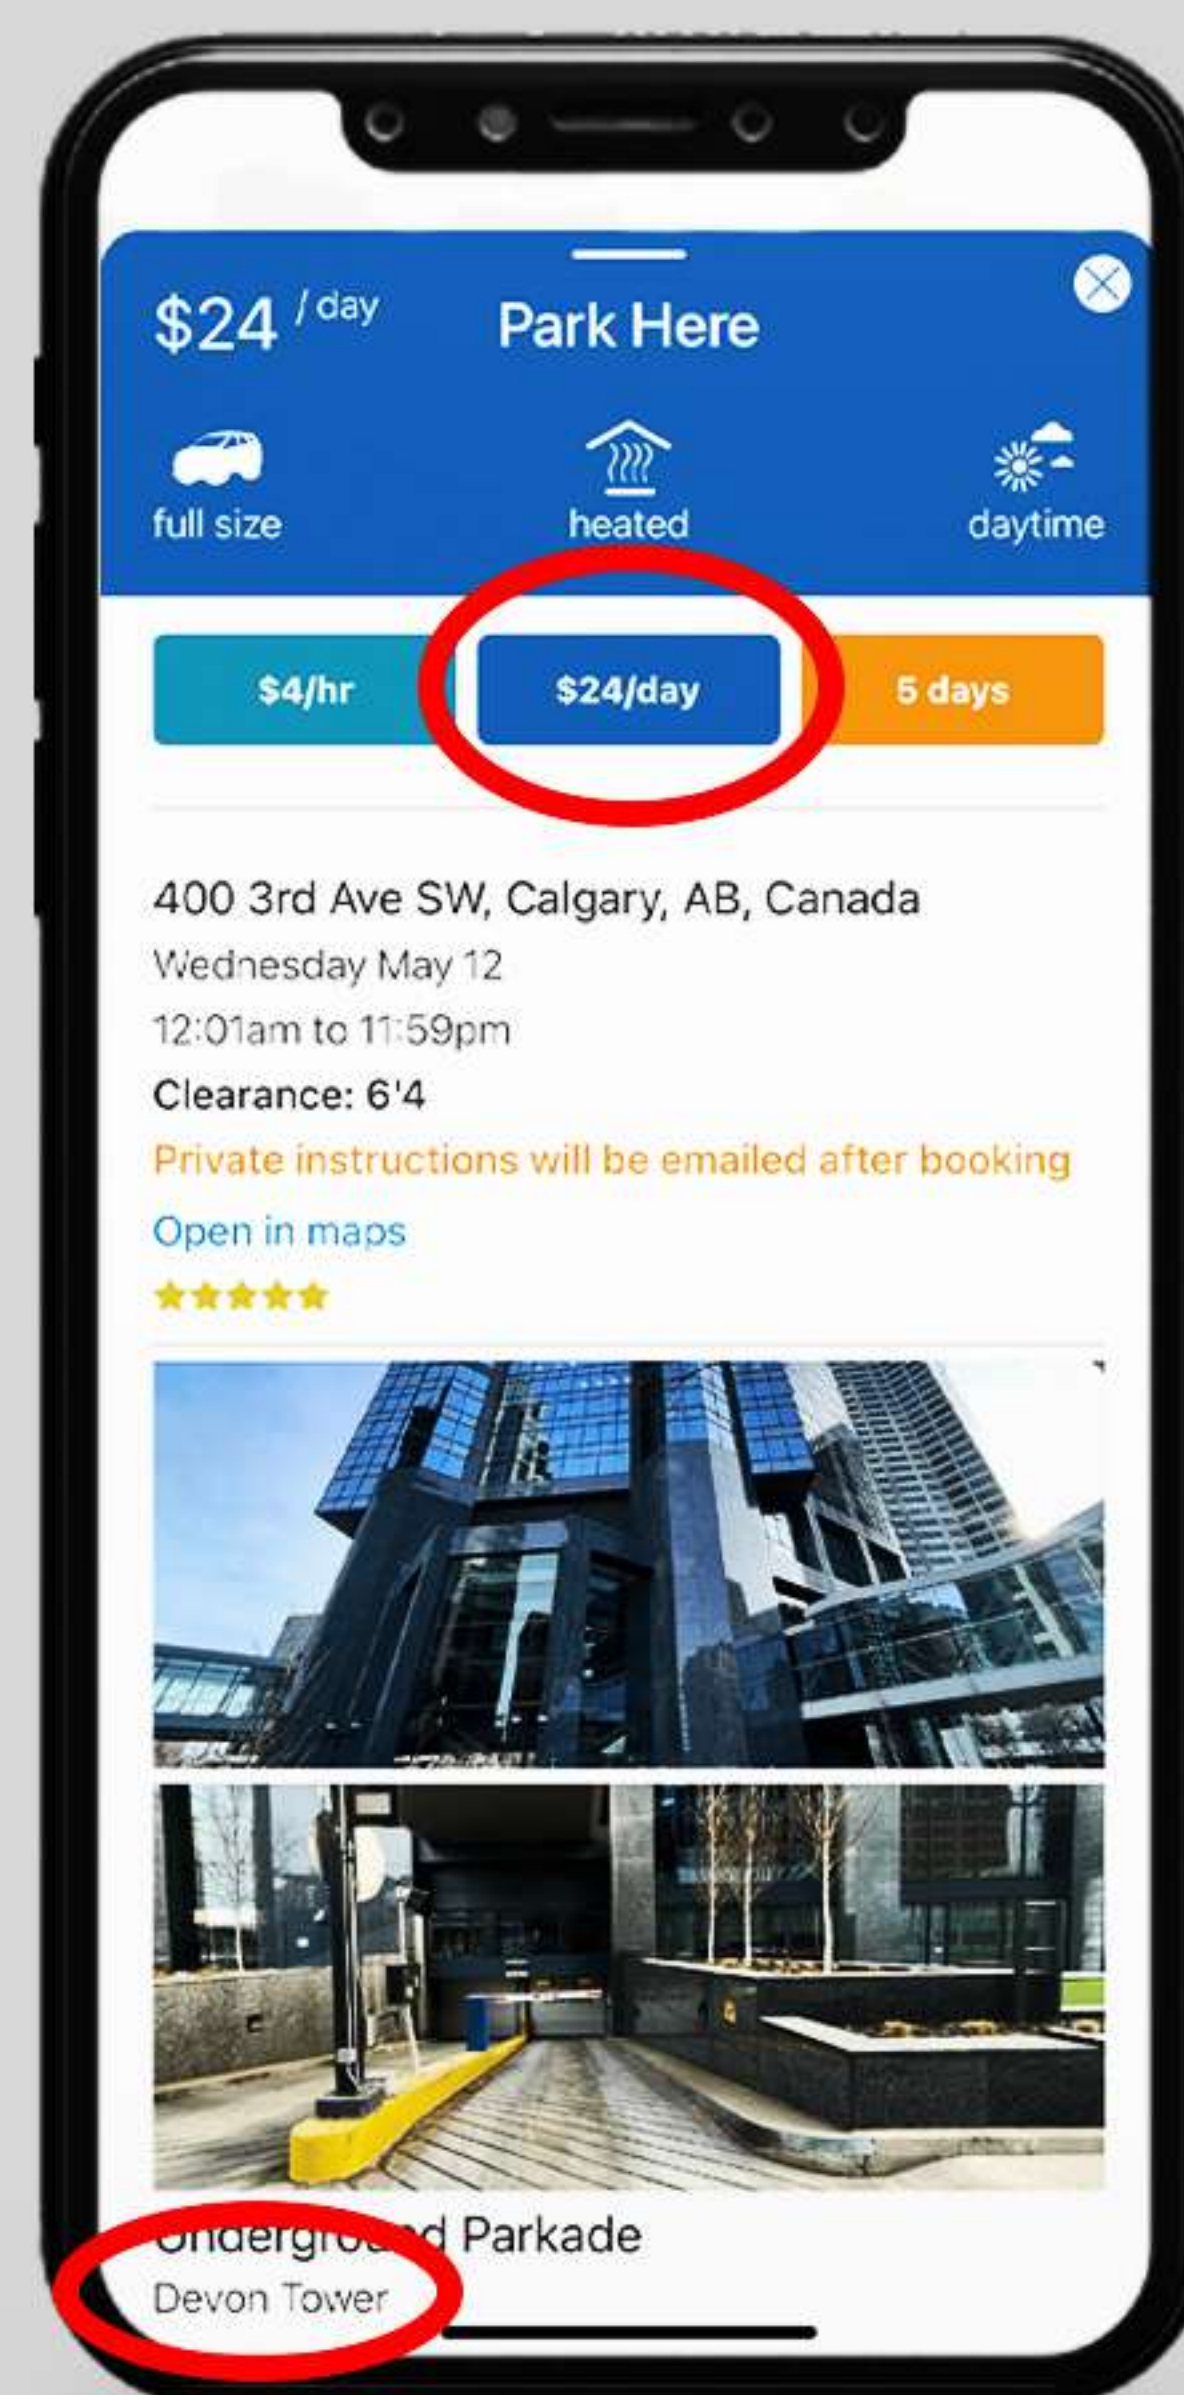 $24 / day Park Here
full size heated daytime
$4/hr $24/day 5 days
400 3rd Ave SW, Calgary, AB, Canada
Wednesday May 12
12:01am to 11:59pm
Clearance: 6'4
Private instructions will be emailed after booking
Open in maps
Underground Parkade
Devon Tower